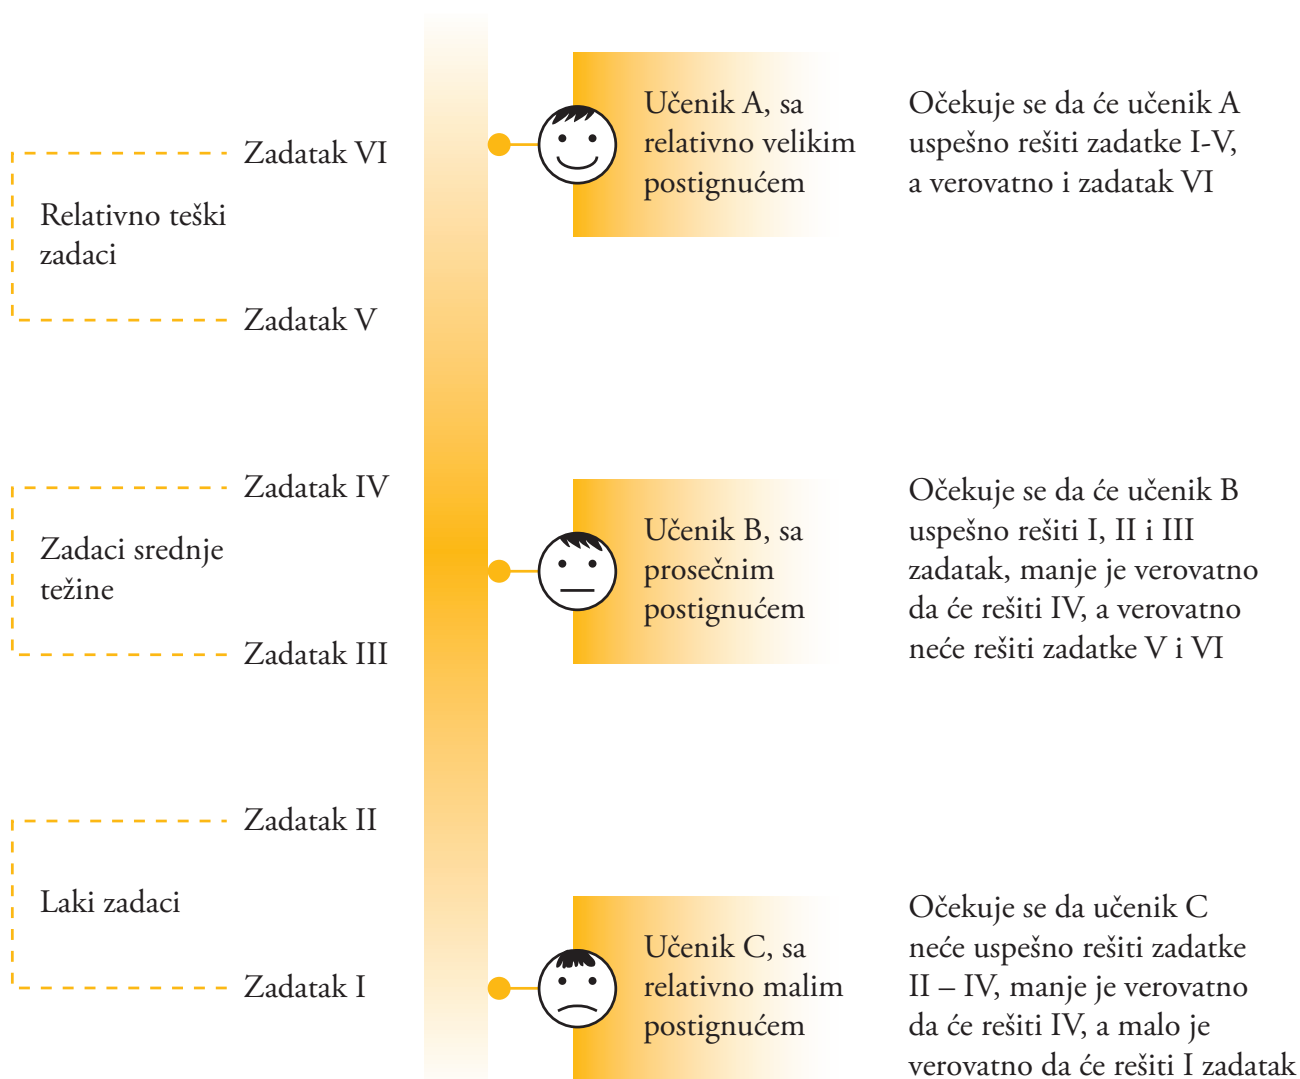 Zadatak VI
Relativno teški
zadaci
Zadatak V
Učenik A, sa
relativno velikim
postignućem
Očekuje se da će učenik A
uspešno rešiti zadatke I-V,
a verovatno i zadatak VI
Zadatak IV
Zadaci srednje
težine
Zadatak III
Učenik B, sa
prosečnim
postignućem
Očekuje se da će učenik B
uspešno rešiti I, II i III
zadatak, manje je verovatno
da će rešiti IV, a verovatno
neće rešiti zadatke V i VI
Zadatak II
Laki zadaci
Zadatak I
Učenik C, sa
relativno malim
postignućem
Očekuje se da učenik C
neće uspešno rešiti zadatke
II – IV, manje je verovatno
da će rešiti IV, a malo je
verovatno da će rešiti I zadatak